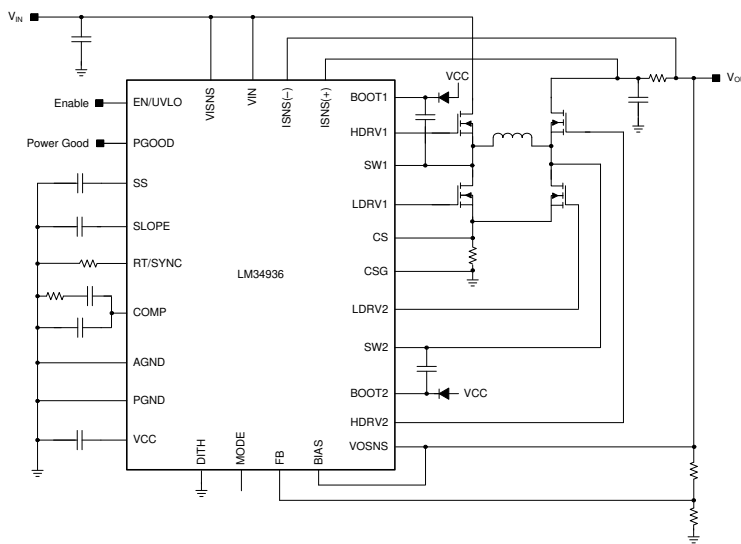 VIN
VISNS
VIN
ISNS(–)
ISNS(+)
VCC
VO
Enable
Power Good
EN/UVLO
PGOOD
SS
SLOPE
RT/SYNC
COMP
AGND
PGND
VCC
LM34936
BOOT1
HDRV1
SW1
LDRV1
CS
CSG
LDRV2
SW2
BOOT2
VCC
HDRV2
VOSNS
DITH
MODE
FB
BIAS